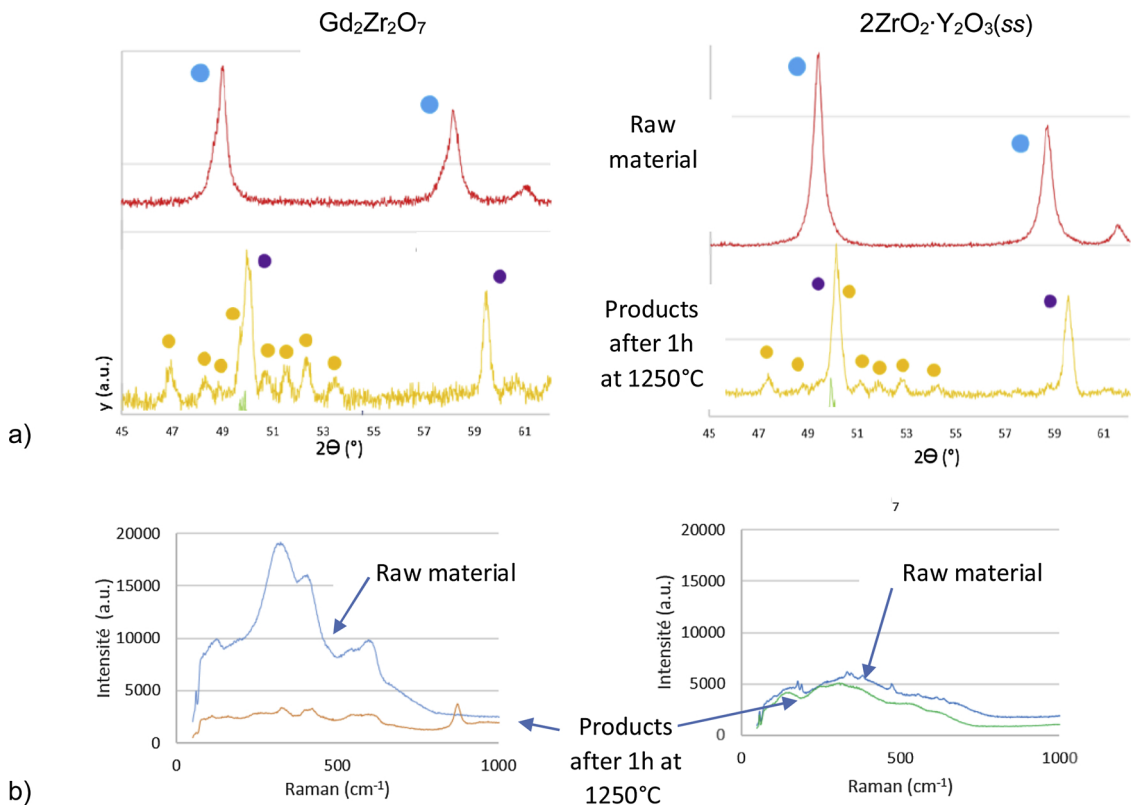 Gd₂Zr₂O₇
2ZrO₂·Y₂O₃(ss)
Raw
material
Products
after 1h
at 1250°C
y (a.u.)
45 47 49 51 53 55 57 59 61
2Θ (°)
45 47 49 51 53 55 57 59 61
2Θ (°)
a)
7
20000
15000
10000
5000
0
Intensité (a.u.)
Raw material
0 500 1000
Raman (cm⁻¹)
20000
15000
10000
5000
0
Intensité (a.u.)
Raw material
0 500 1000
Raman (cm⁻¹)
Products
after 1h at
1250°C
b)